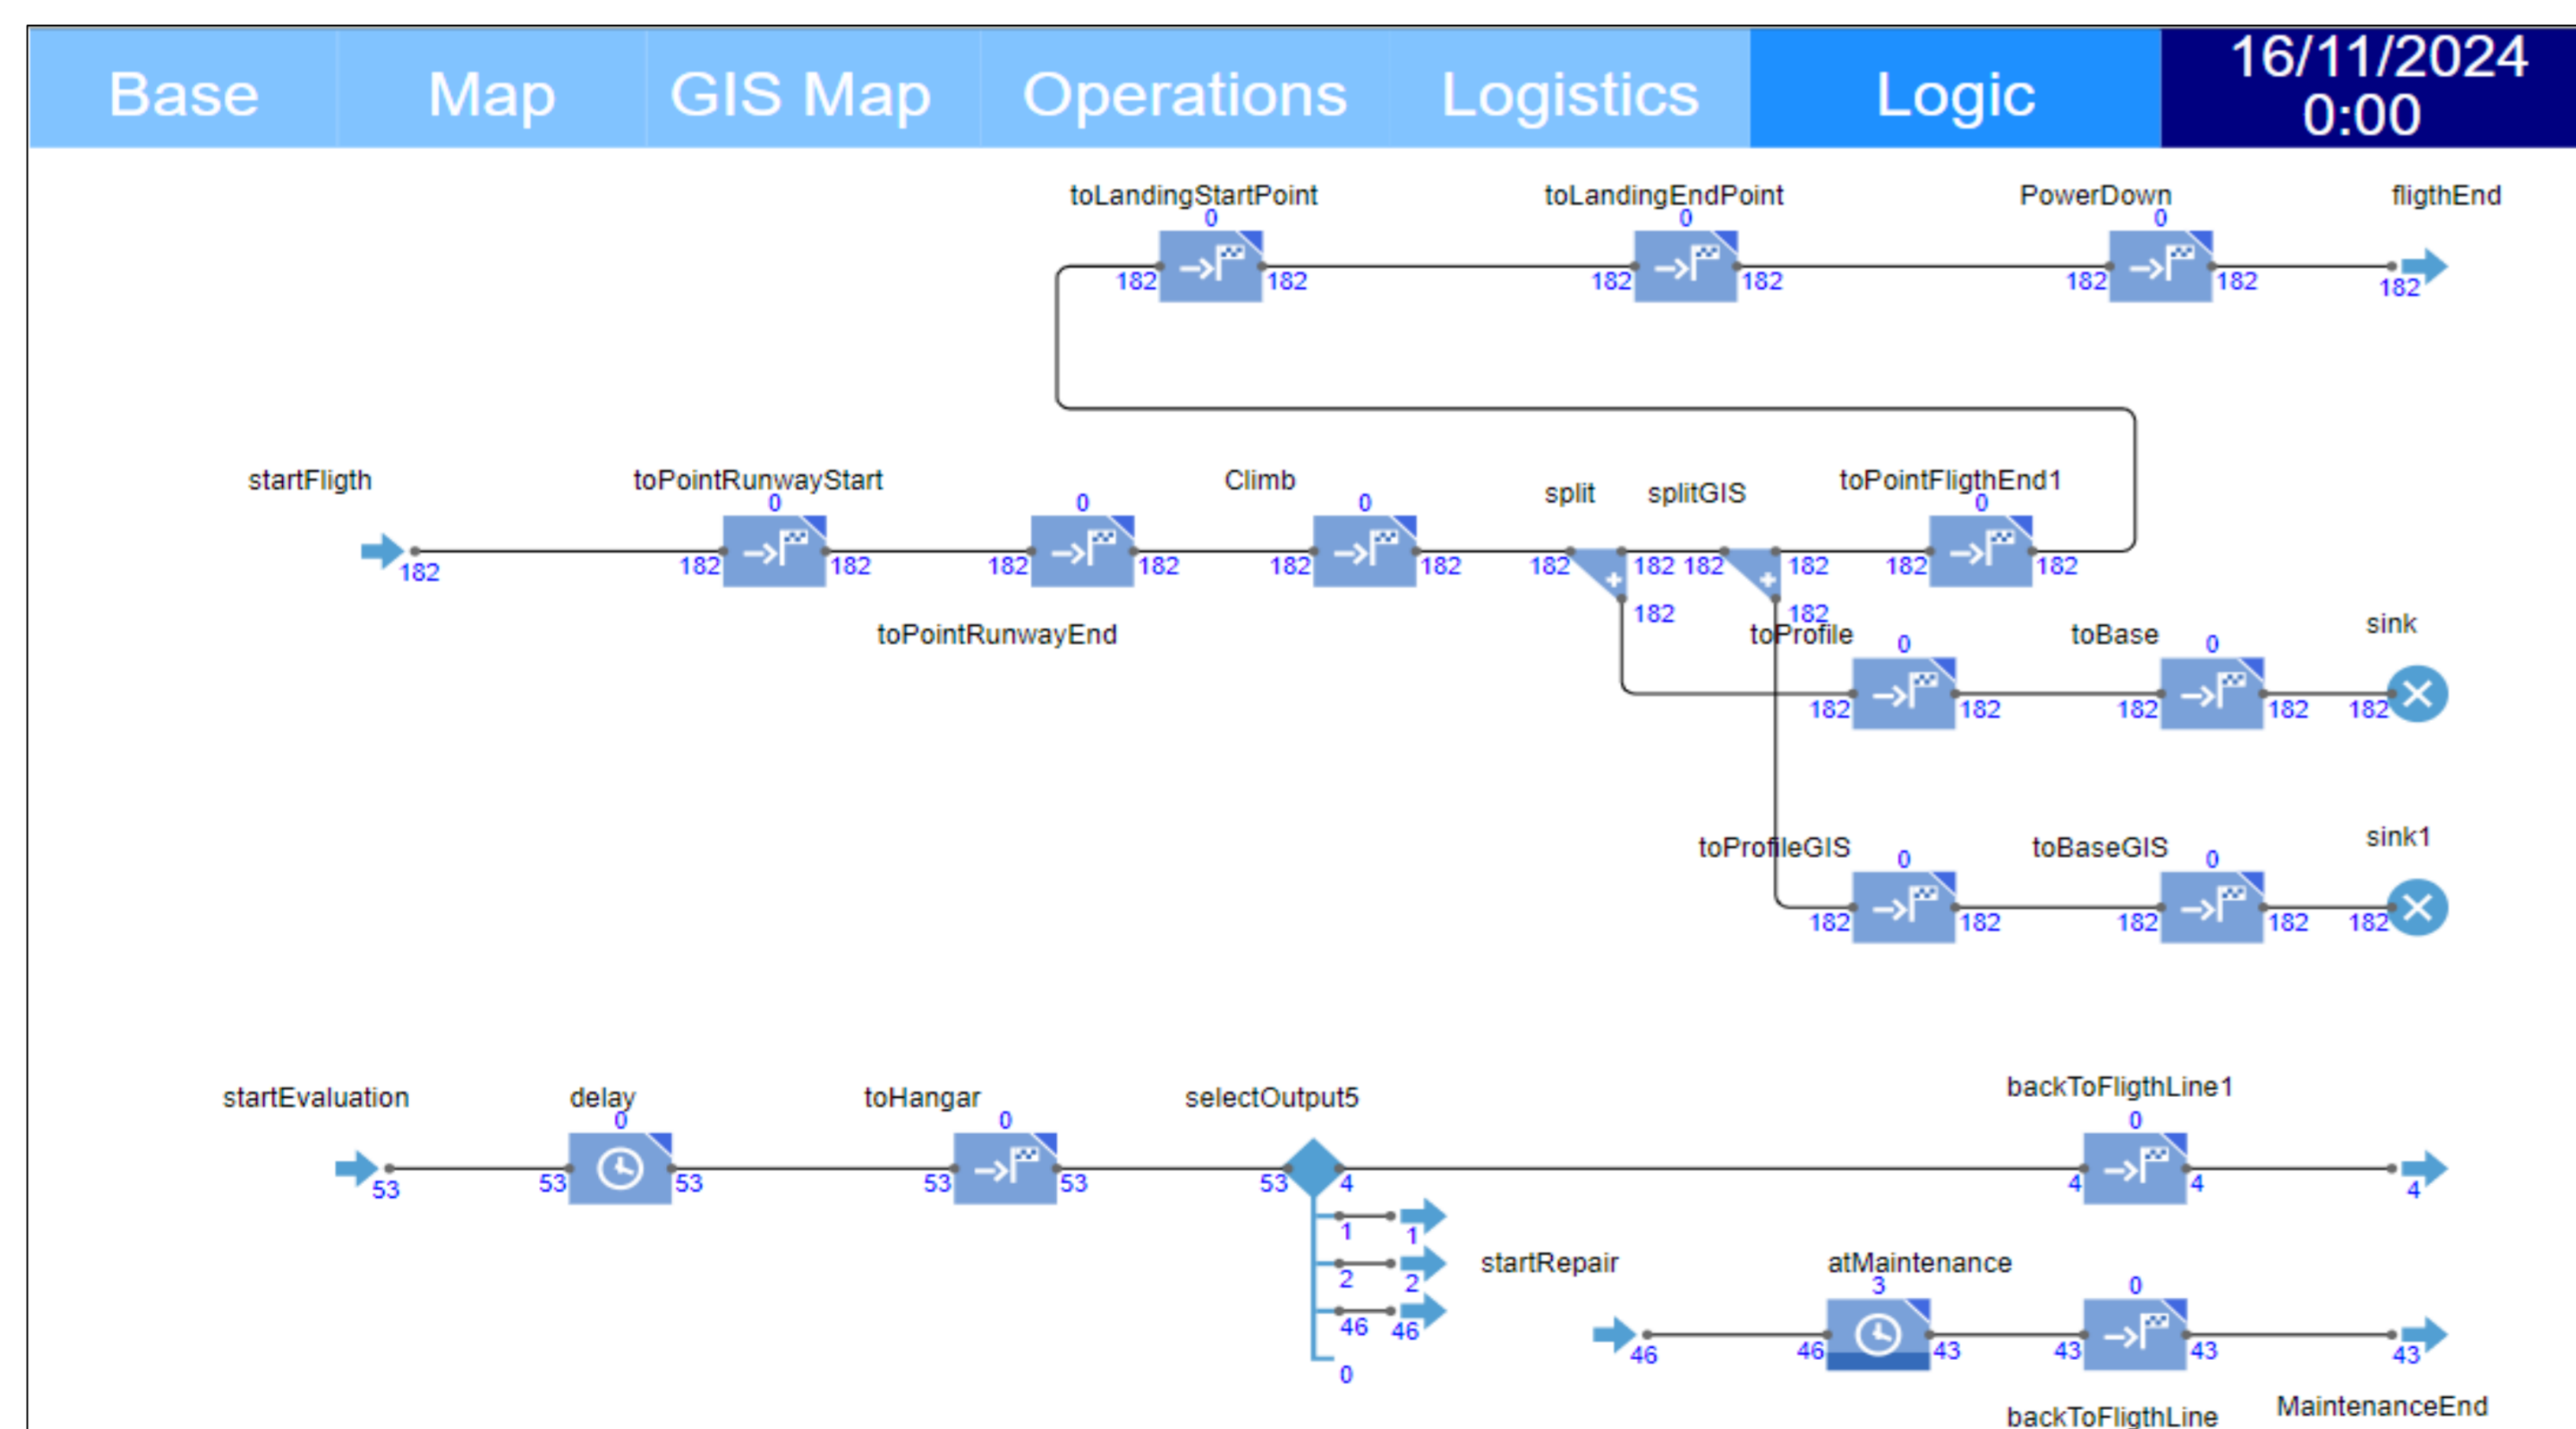 Base Map GIS Map Operations Logistics Logic 16/11/2024
0:00
toLandingStartPoint toLandingEndPoint PowerDown fligthEnd
0 0 0
182 182 182 182 182 182 182
startFligth toPointRunwayStart Climb split splitGIS toPointFligthEnd1
0 0 0 0
182 182 182 182 182 182 182 182 182 182 182 182 182
182 182
toPointRunwayEnd toProfile toBase sink
0 0
182 182 182 182 182
toProfileGIS toBaseGIS sink1
0 0
182 182 182 182 182
startEvaluation delay toHangar selectOutput5 backToFligthLine1
0 0 0
53 53 53 53 53 53 4 4 4 4
1 1
2 2
startRepair atMaintenance
3 0
46 46
46 46 43 43 43 43
0
backToFligthLine MaintenanceEnd